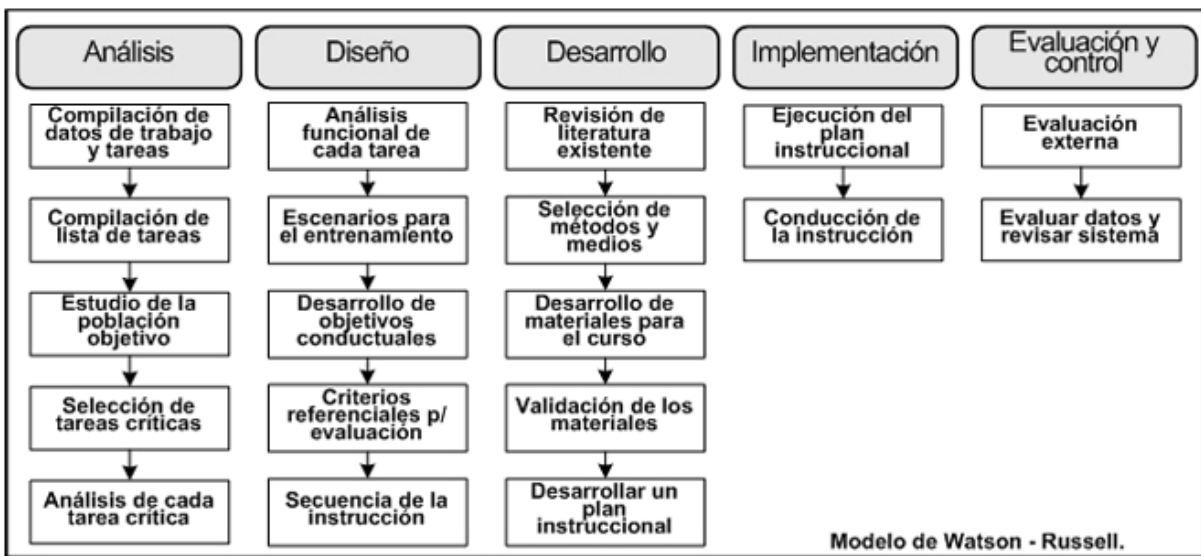 Análisis
Compilación de
datos de trabajo
y tareas
Compilación de
lista de tareas
Estudio de la
población
objetivo
Selección de
tareas críticas
Análisis de cada
tarea crítica
Diseño
Análisis
funcional de
cada tarea
Escenarios para
el entrenamiento
Desarrollo de
objetivos
conductuales
Criterios
referenciales p/
evaluación
Secuencia de la
instrucción
Desarrollo
Revisión de
literatura
existente
Selección de
métodos y
medios
Desarrollo de
materiales para
el curso
Validación de los
materiales
Desarrollar un
plan
instruccional
Implementación
Ejecución del
plan
instruccional
Conducción de
la instrucción
Evaluación y
control
Evaluación
externa
Evaluar datos y
revisar sistema
Modelo de Watson - Russell.